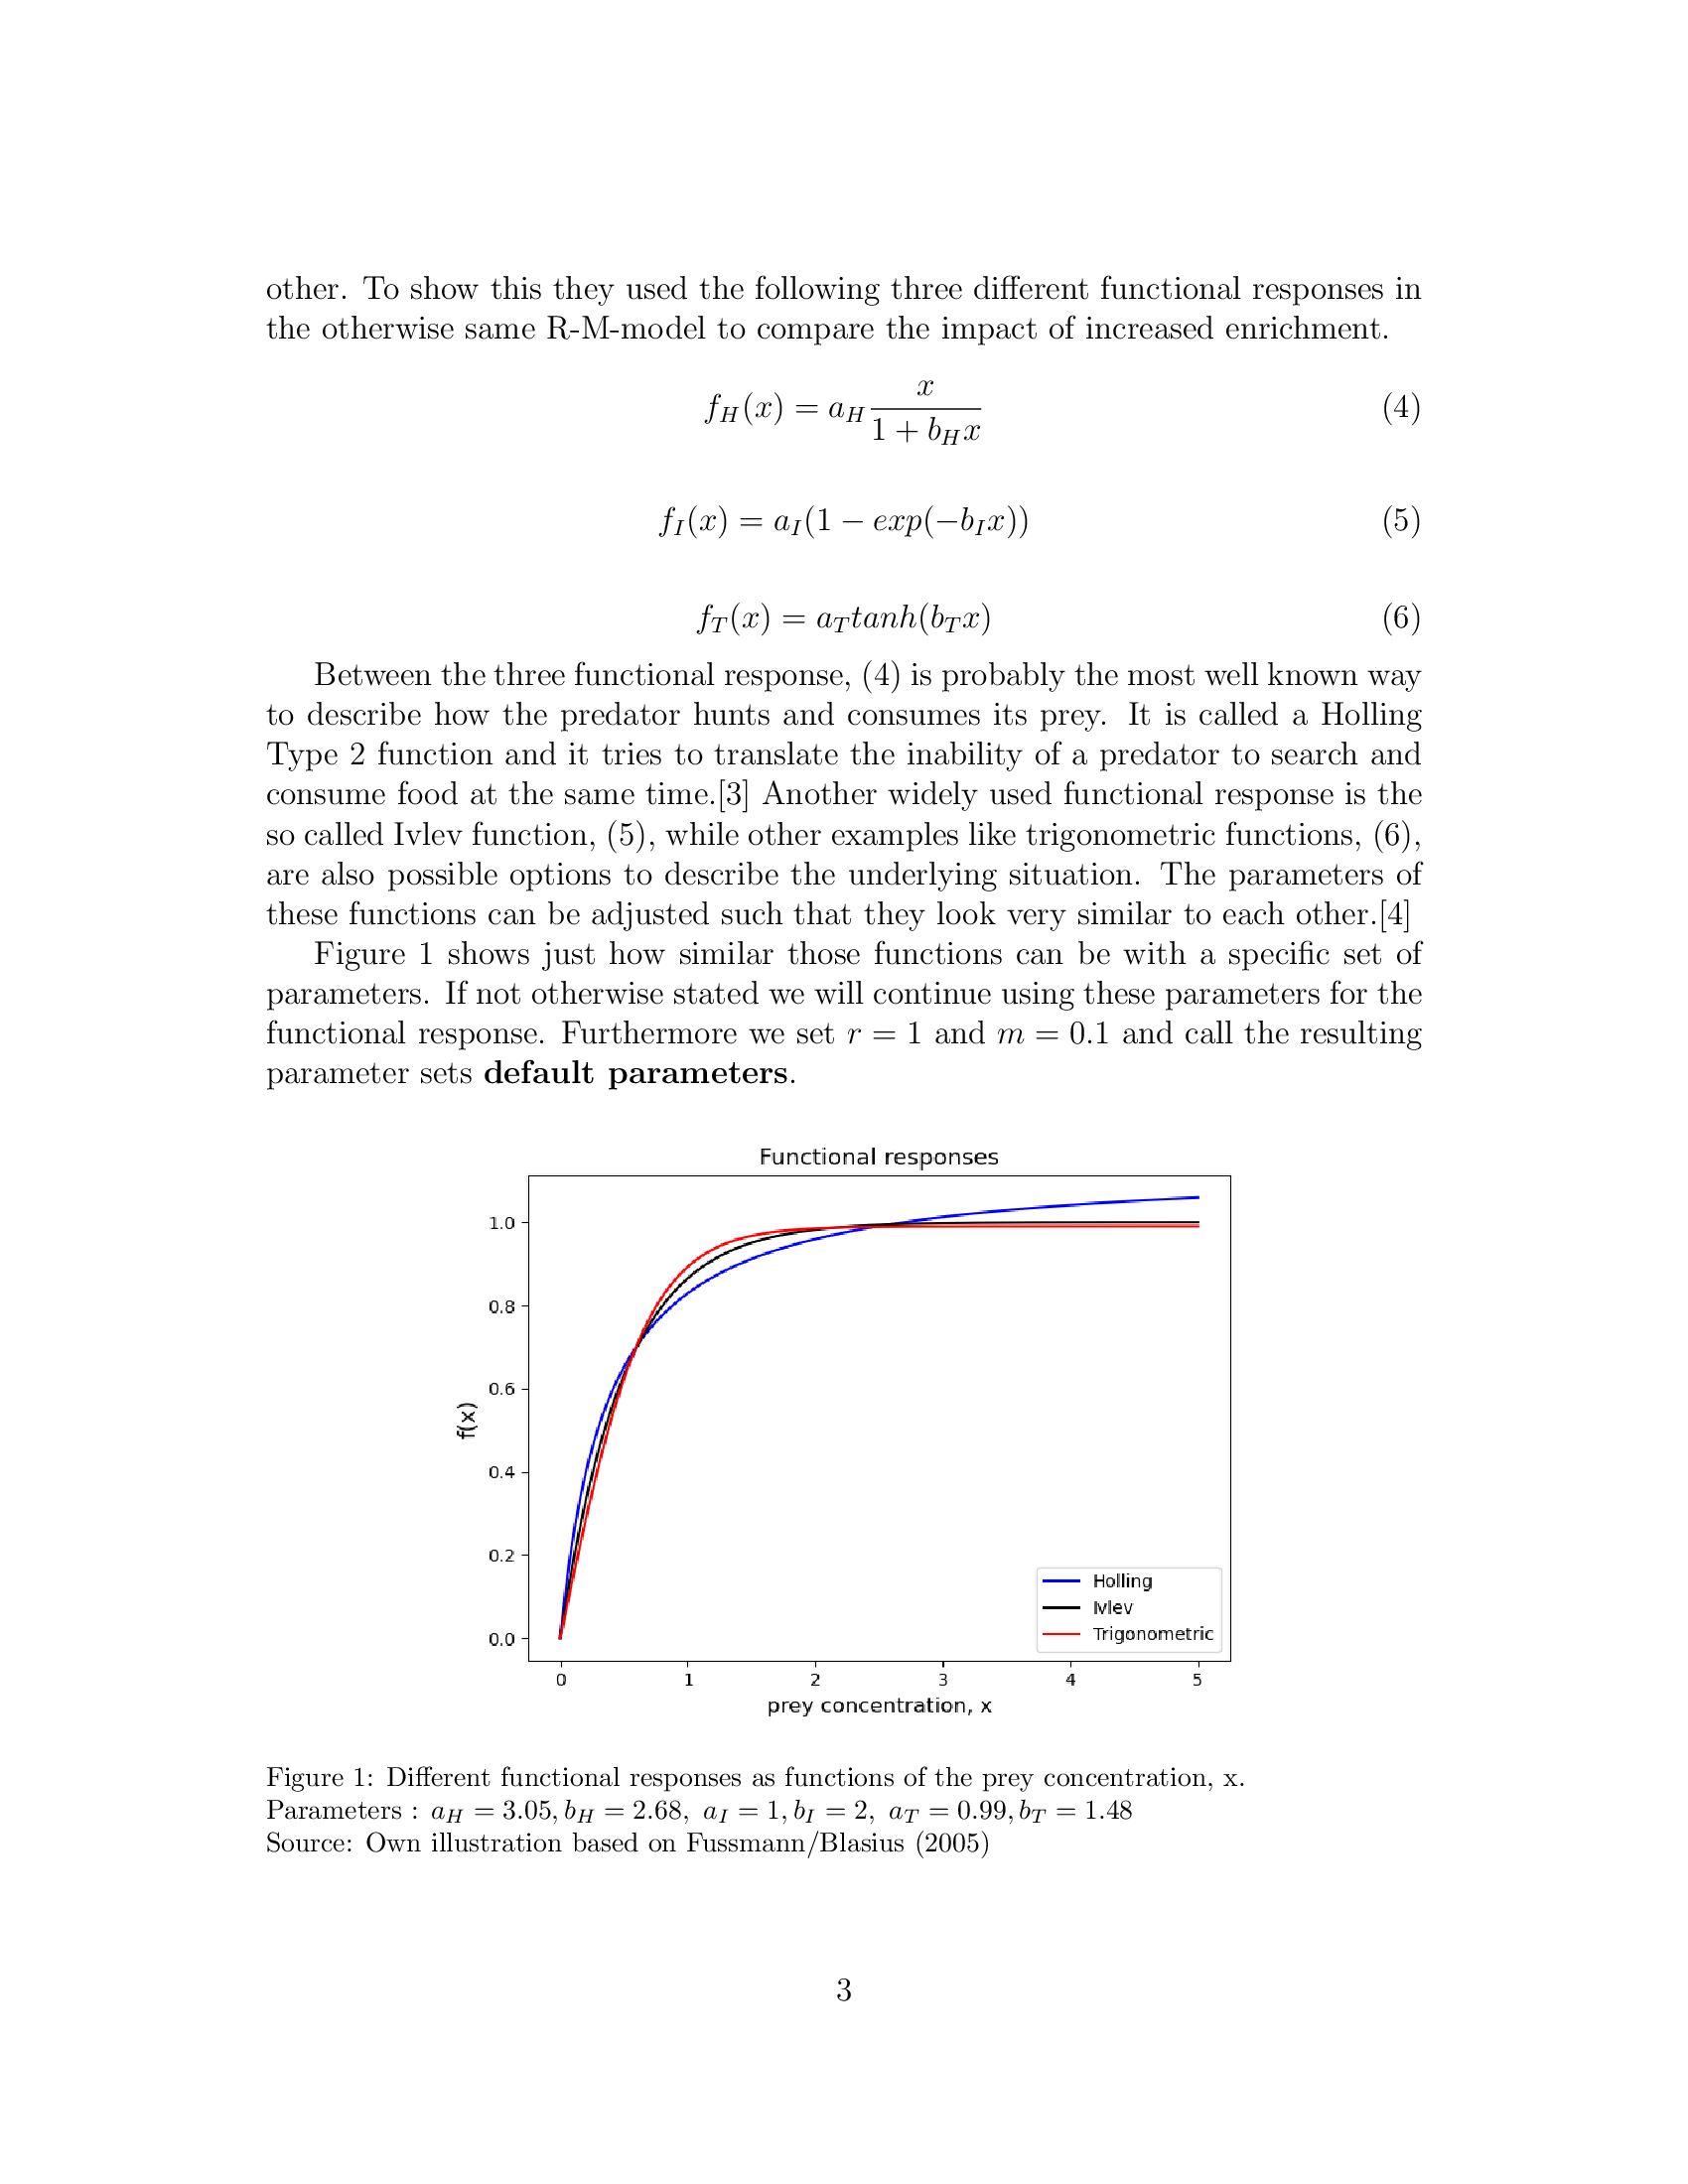 other. To show this they used the following three different functional responses in
the otherwise same R-M-model to compare the impact of increased enrichment.
f_H(x) = a_H \frac{x}{1 + b_H x} (4)
f_I(x) = a_I(1 − exp(−b_I x)) (5)
f_T(x) = a_T tanh(b_T x) (6)
Between the three functional response, (4) is probably the most well known way
to describe how the predator hunts and consumes its prey. It is called a Holling
Type 2 function and it tries to translate the inability of a predator to search and
consume food at the same time.[3] Another widely used functional response is the
so called Ivlev function, (5), while other examples like trigonometric functions, (6),
are also possible options to describe the underlying situation. The parameters of
these functions can be adjusted such that they look very similar to each other.[4]
Figure 1 shows just how similar those functions can be with a specific set of
parameters. If not otherwise stated we will continue using these parameters for the
functional response. Furthermore we set r = 1 and m = 0.1 and call the resulting
parameter sets default parameters.
Functional responses
1.0
0.8
0.6
0.4
0.2
0.0
f(x)
Holling
Ivlev
Trigonometric
0 1 2 3 4 5
prey concentration, x
Figure 1: Different functional responses as functions of the prey concentration, x.
Parameters : a_H = 3.05, b_H = 2.68, a_I = 1, b_I = 2, a_T = 0.99, b_T = 1.48
Source: Own illustration based on Fussmann/Blasius (2005)
3